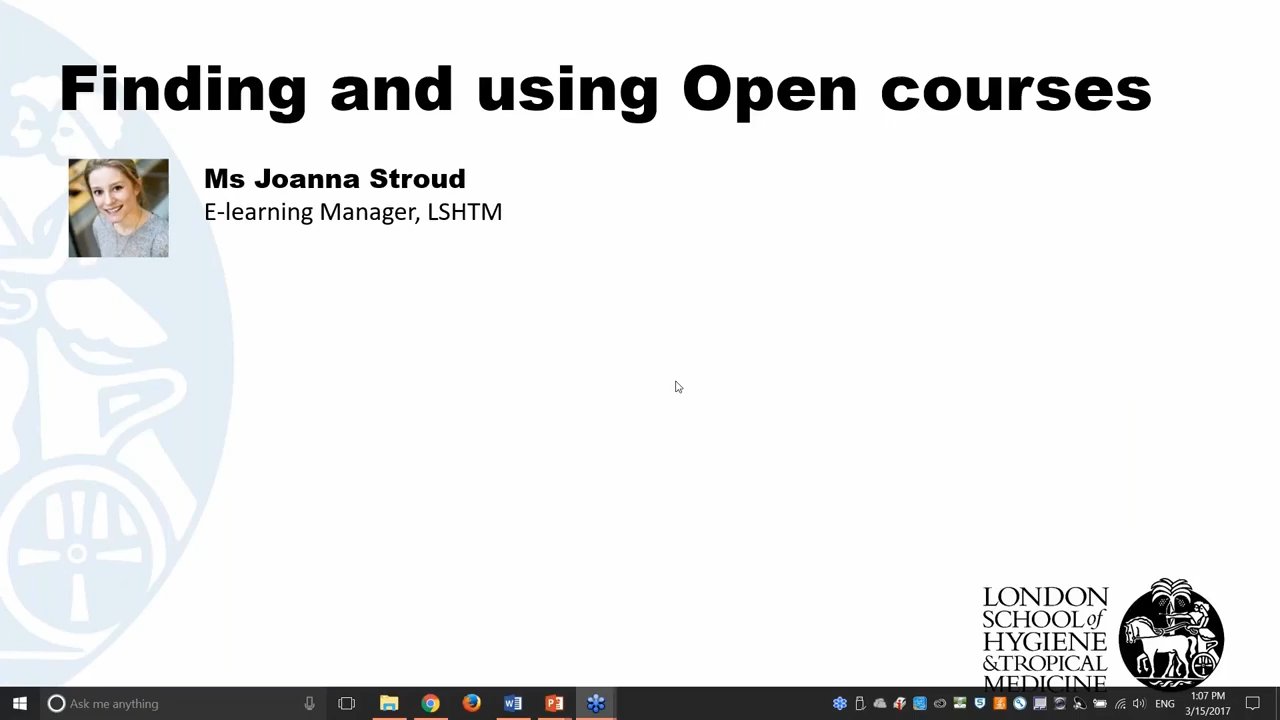 Finding and using Open courses
Ms Joanna Stroud
E-learning Manager, LSHTM
LONDON
SCHOOL of
HYGIENE
& TROPICAL
MEDICINE
Ask me anything
ENG
1:07 PM
3/15/2017